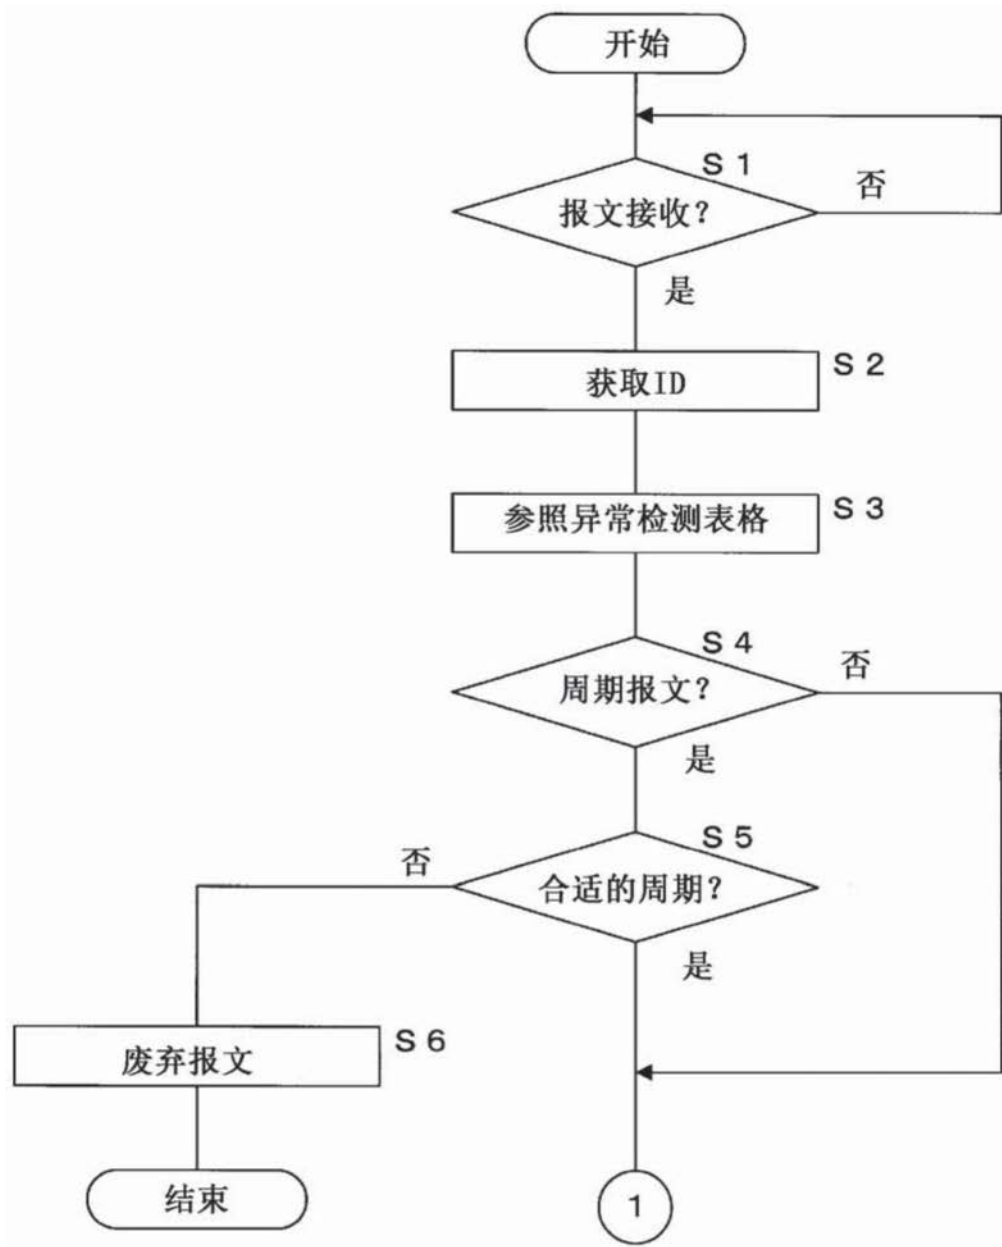 开始
S 1
报文接收?
否
是
获取ID
S 2
参照异常检测表格
S 3
S 4
周期报文?
否
是
S 5
否
合适的周期?
是
废弃报文
S 6
结束
1